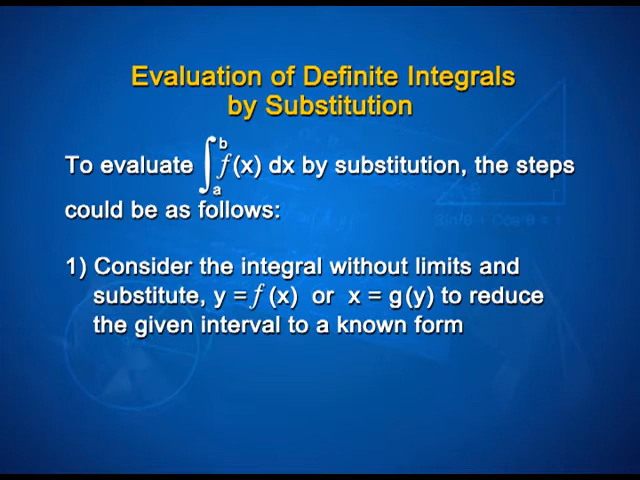 Evaluation of Definite Integrals
by Substitution
To evaluate ∫ₐᵇ f(x) dx by substitution, the steps
could be as follows:
1) Consider the integral without limits and
substitute, y = f (x) or x = g(y) to reduce
the given interval to a known form